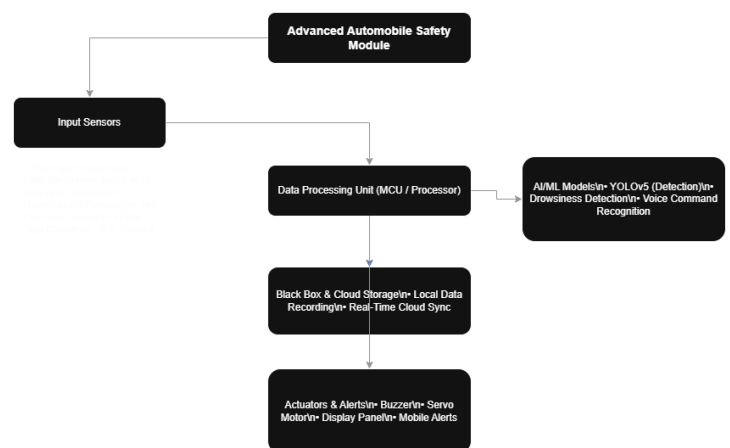 Advanced Automobile Safety
Module
Input Sensors
Data Processing Unit (MCU / Processor)
AI/ML Models\n• YOLOv5 (Detection)\n•
Drowsiness Detection\n• Voice Command
Recognition
Black Box & Cloud Storage\n• Local Data
Recording\n• Real-Time Cloud Sync
Actuators & Alerts\n• Buzzer\n• Servo
Motor\n• Display Panel\n• Mobile Alerts